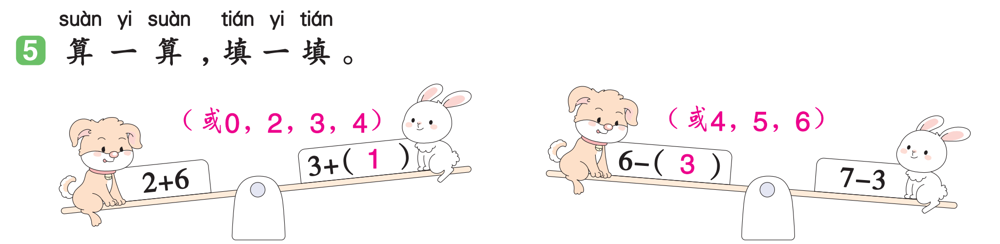 suàn yi suàn tián yi tián
5 算一算，填一填。
（或0，2，3，4） （或4，5，6）
2+6 3+( 1 ) 6-( 3 ) 7-3